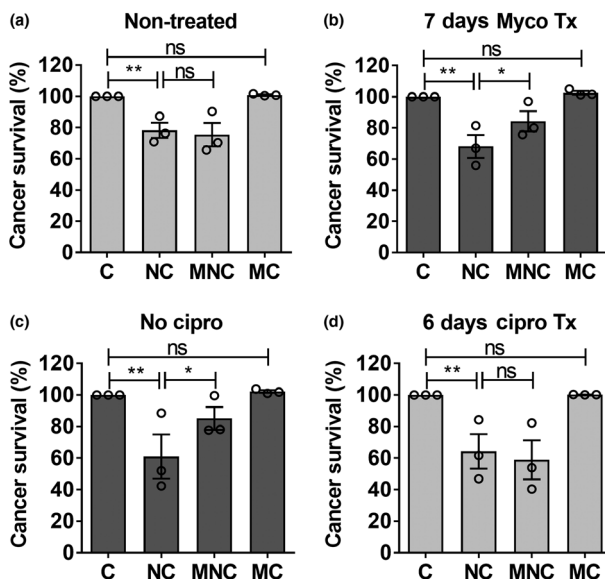 (a) Non-treated
ns
** ns
Cancer survival (%)
120
100
80
60
40
20
0
C NC MNC MC
(b) 7 days Myco Tx
ns
** *
Cancer survival (%)
120
100
80
60
40
20
0
C NC MNC MC
(c) No cipro
ns
** *
Cancer survival (%)
120
100
80
60
40
20
0
C NC MNC MC
(d) 6 days cipro Tx
ns
** ns
Cancer survival (%)
120
100
80
60
40
20
0
C NC MNC MC